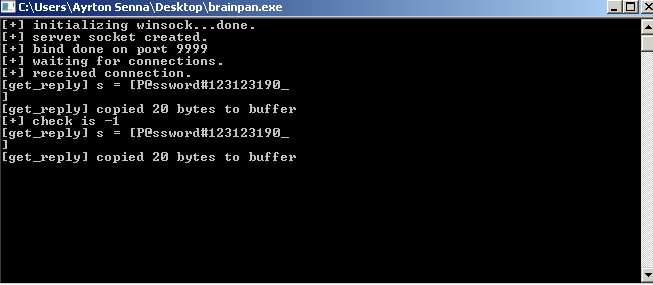 C:\Users\Ayrton Senna\Desktop\brainpan.exe
[+] initializing winsock...done.
[+] server socket created.
[+] bind done on port 9999
[+] waiting for connections.
[+] received connection.
[get_reply] s = [P@ssword#123123190_
]
[get_reply] copied 20 bytes to buffer
[+] check is -1
[get_reply] s = [P@ssword#123123190_
]
[get_reply] copied 20 bytes to buffer